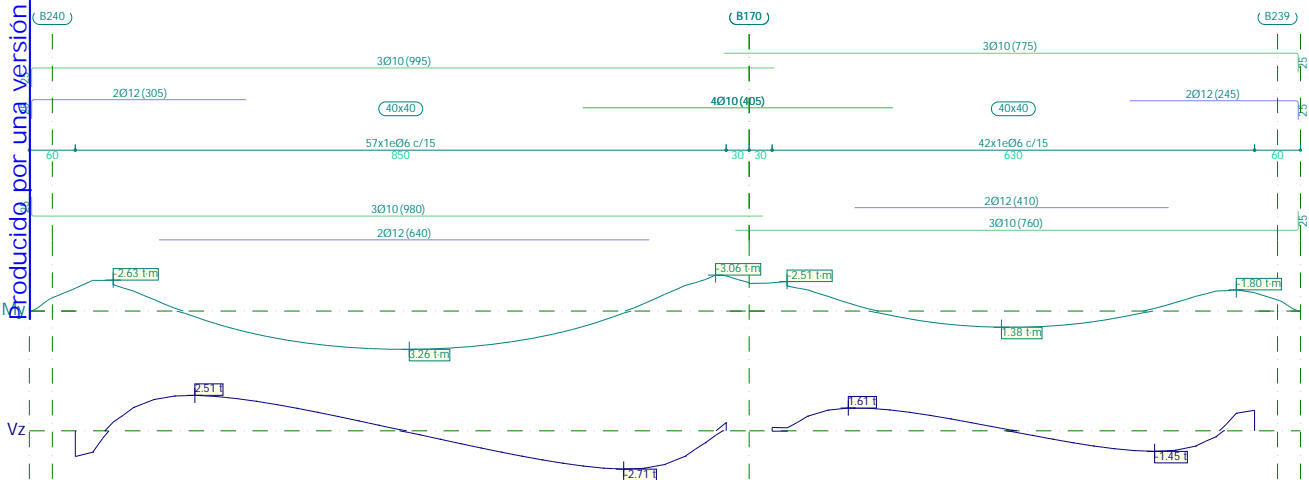 Producido por una versión
B240
B170
B239
3Ø10(775)
3Ø10(995)
25
2Ø12(305)
40x40
4Ø10(405)
40x40
2Ø12(245)
25
57x1eØ6 c/15
42x1eØ6 c/15
60
850
30
30
630
60
3Ø10(980)
2Ø12(410)
3Ø10(760)
25
2Ø12(640)
-2.63 t·m
-3.06 t·m
-2.51 t·m
-1.80 t·m
My
3.26 t·m
1.38 t·m
2.51 t
1.61 t
Vz
-2.71 t
-1.45 t